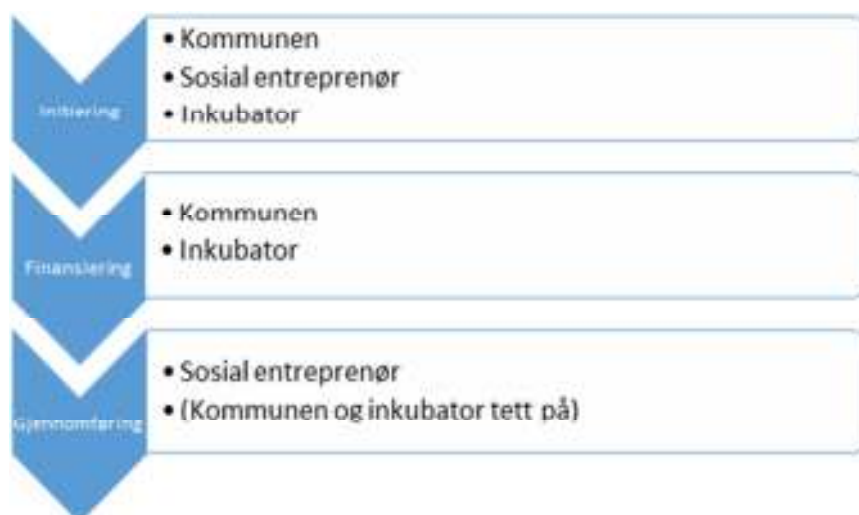 Initiering
• Kommunen
• Sosial entreprenør
• Inkubator
Finansiering
• Kommunen
• Inkubator
Gjennomføring
• Sosial entreprenør
• (Kommunen og inkubator tett på)